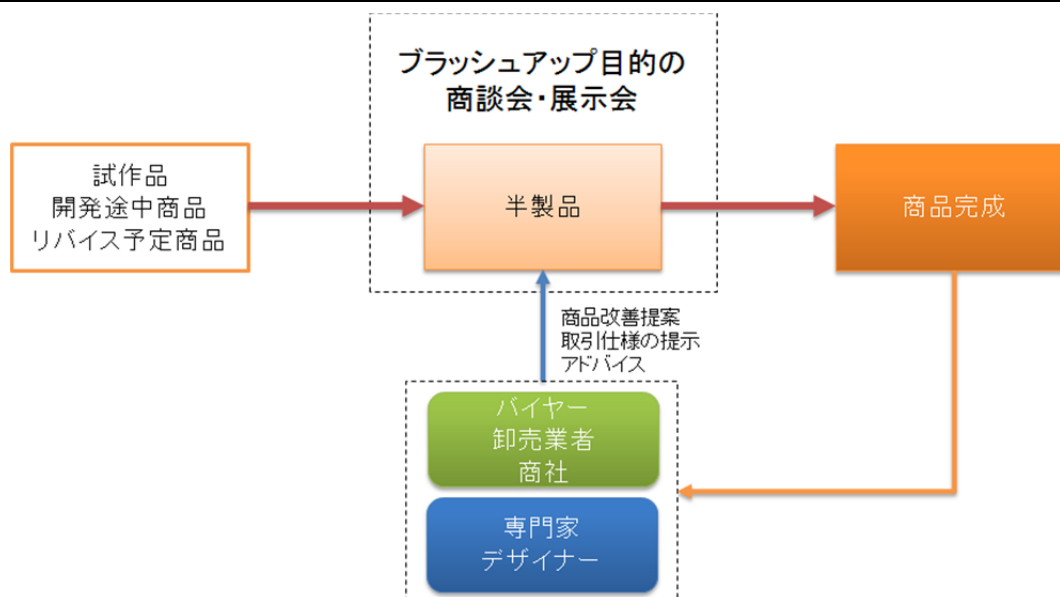 ブラッシュアップ目的の
商談会・展示会
試作品
開発途中商品
リバイス予定商品
半製品
商品完成
商品改善提案
取引仕様の提示
アドバイス
バイヤー
卸売業者
商社
専門家
デザイナー